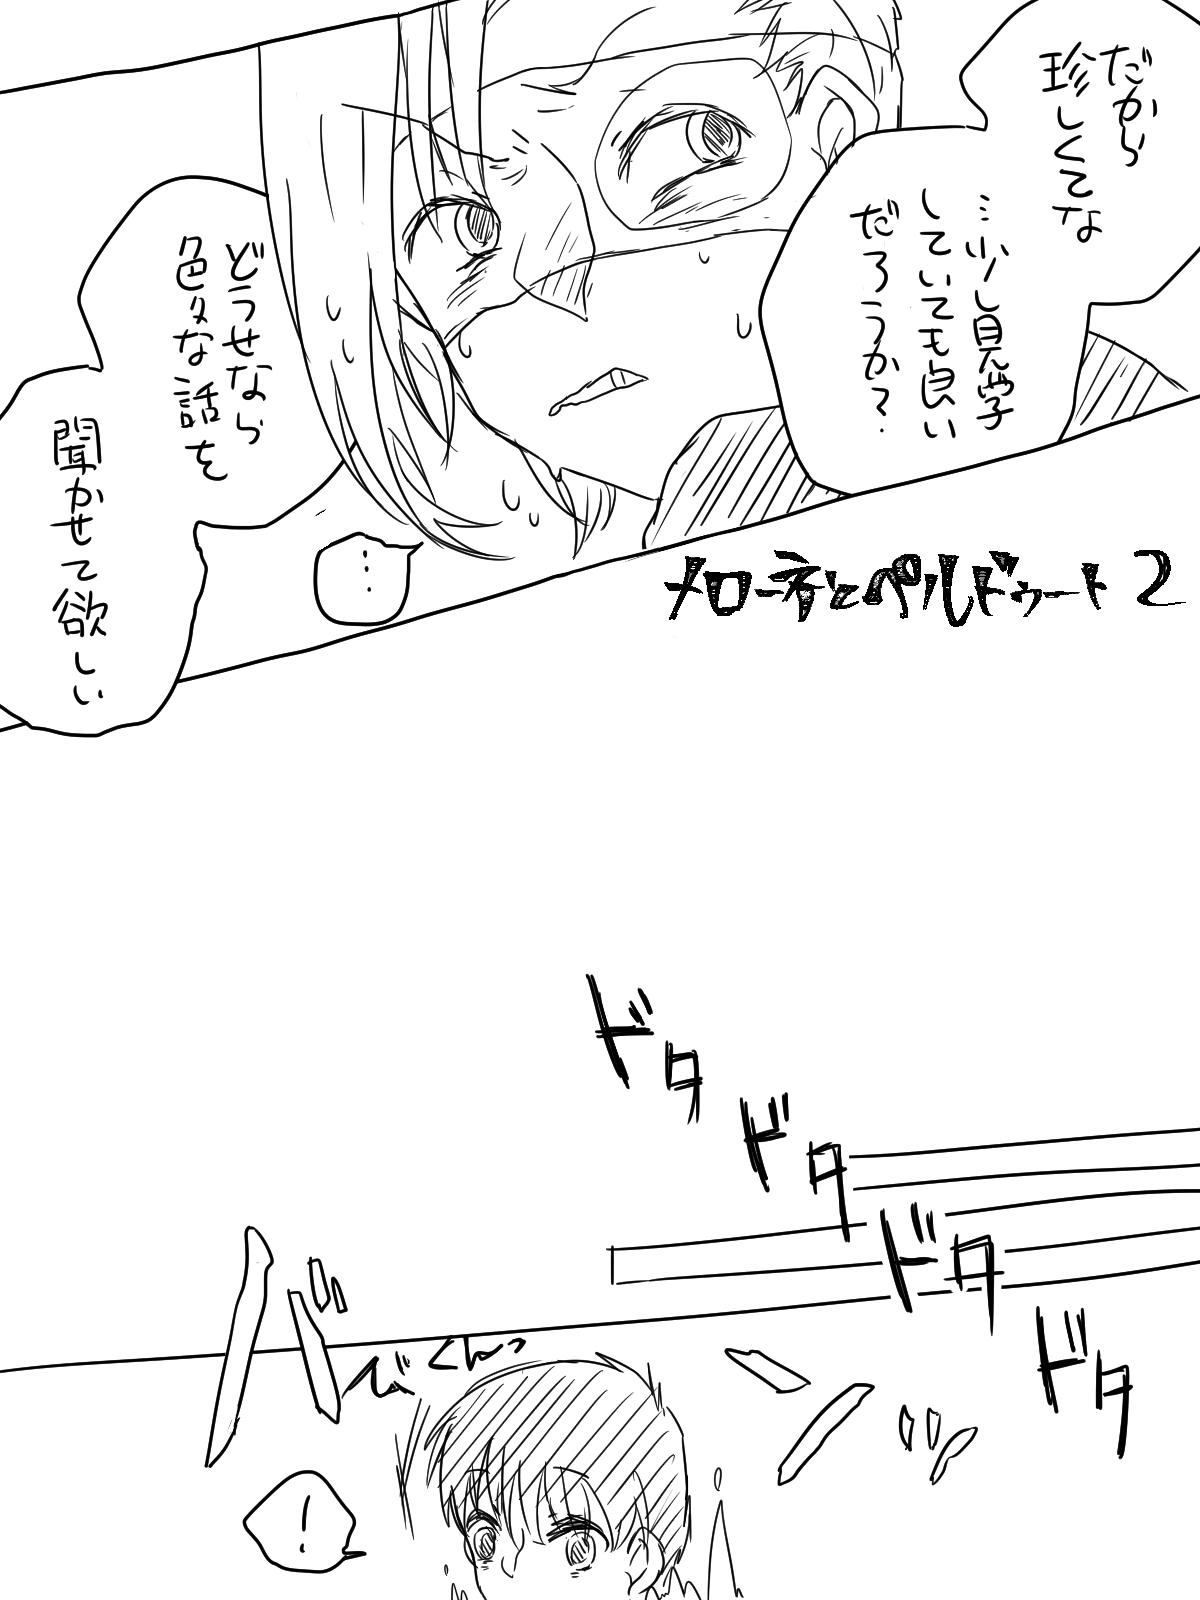 だから
珍しくてな
…少し見学
していても良い
だろうか?
どうせなら
色々な話を
聞かせて欲しい
…
メローネとペルドゥート2
ドタ
ドタ
ドタ
ドタ
バンッ
びくんっ
!